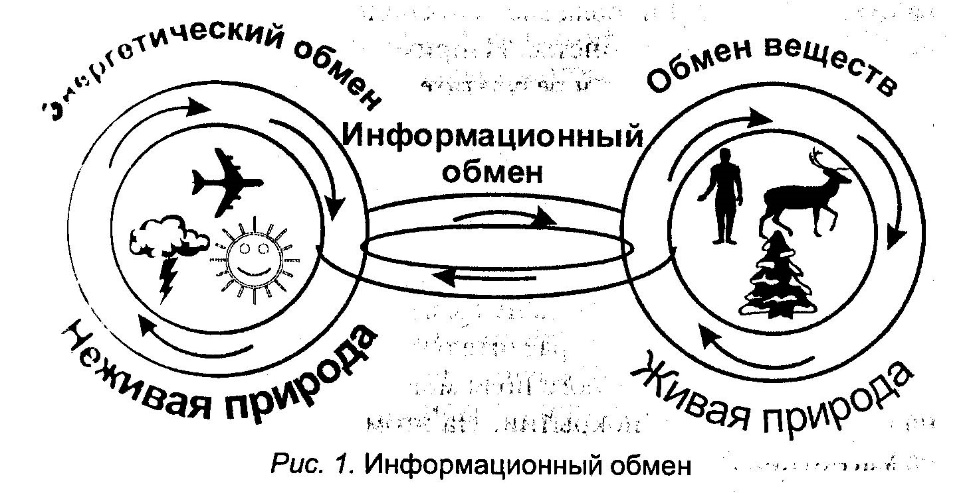 Энергетический обмен
Обмен веществ
Информационный
обмен
Неживая природа
Живая природа
Рис. 1. Информационный обмен